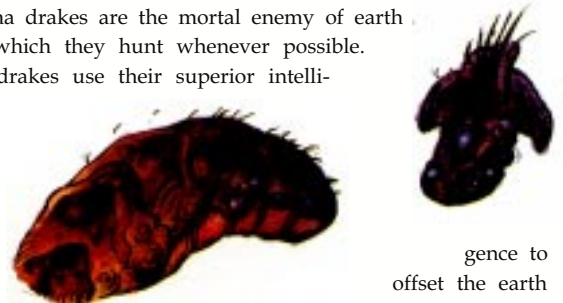 na drakes are the mortal enemy of earth
which they hunt whenever possible.
drakes use their superior intelli-
gence to
offset the earth